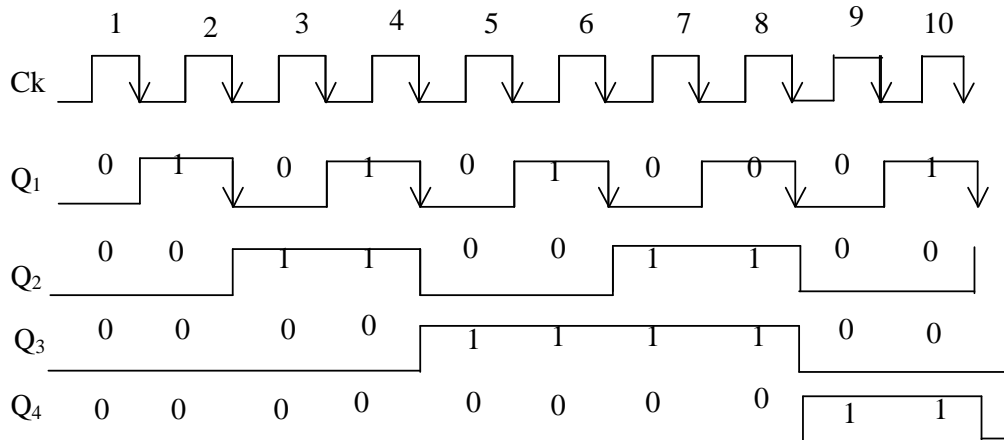 1 2 3 4 5 6 7 8 9 10
Ck
0 1 0 1 0 1 0 0 0 1
Q1
0 0 1 1 0 0 1 1 0 0
Q2
0 0 0 0 1 1 1 1 0 0
Q3
0 0 0 0 0 0 0 0 1 1
Q4